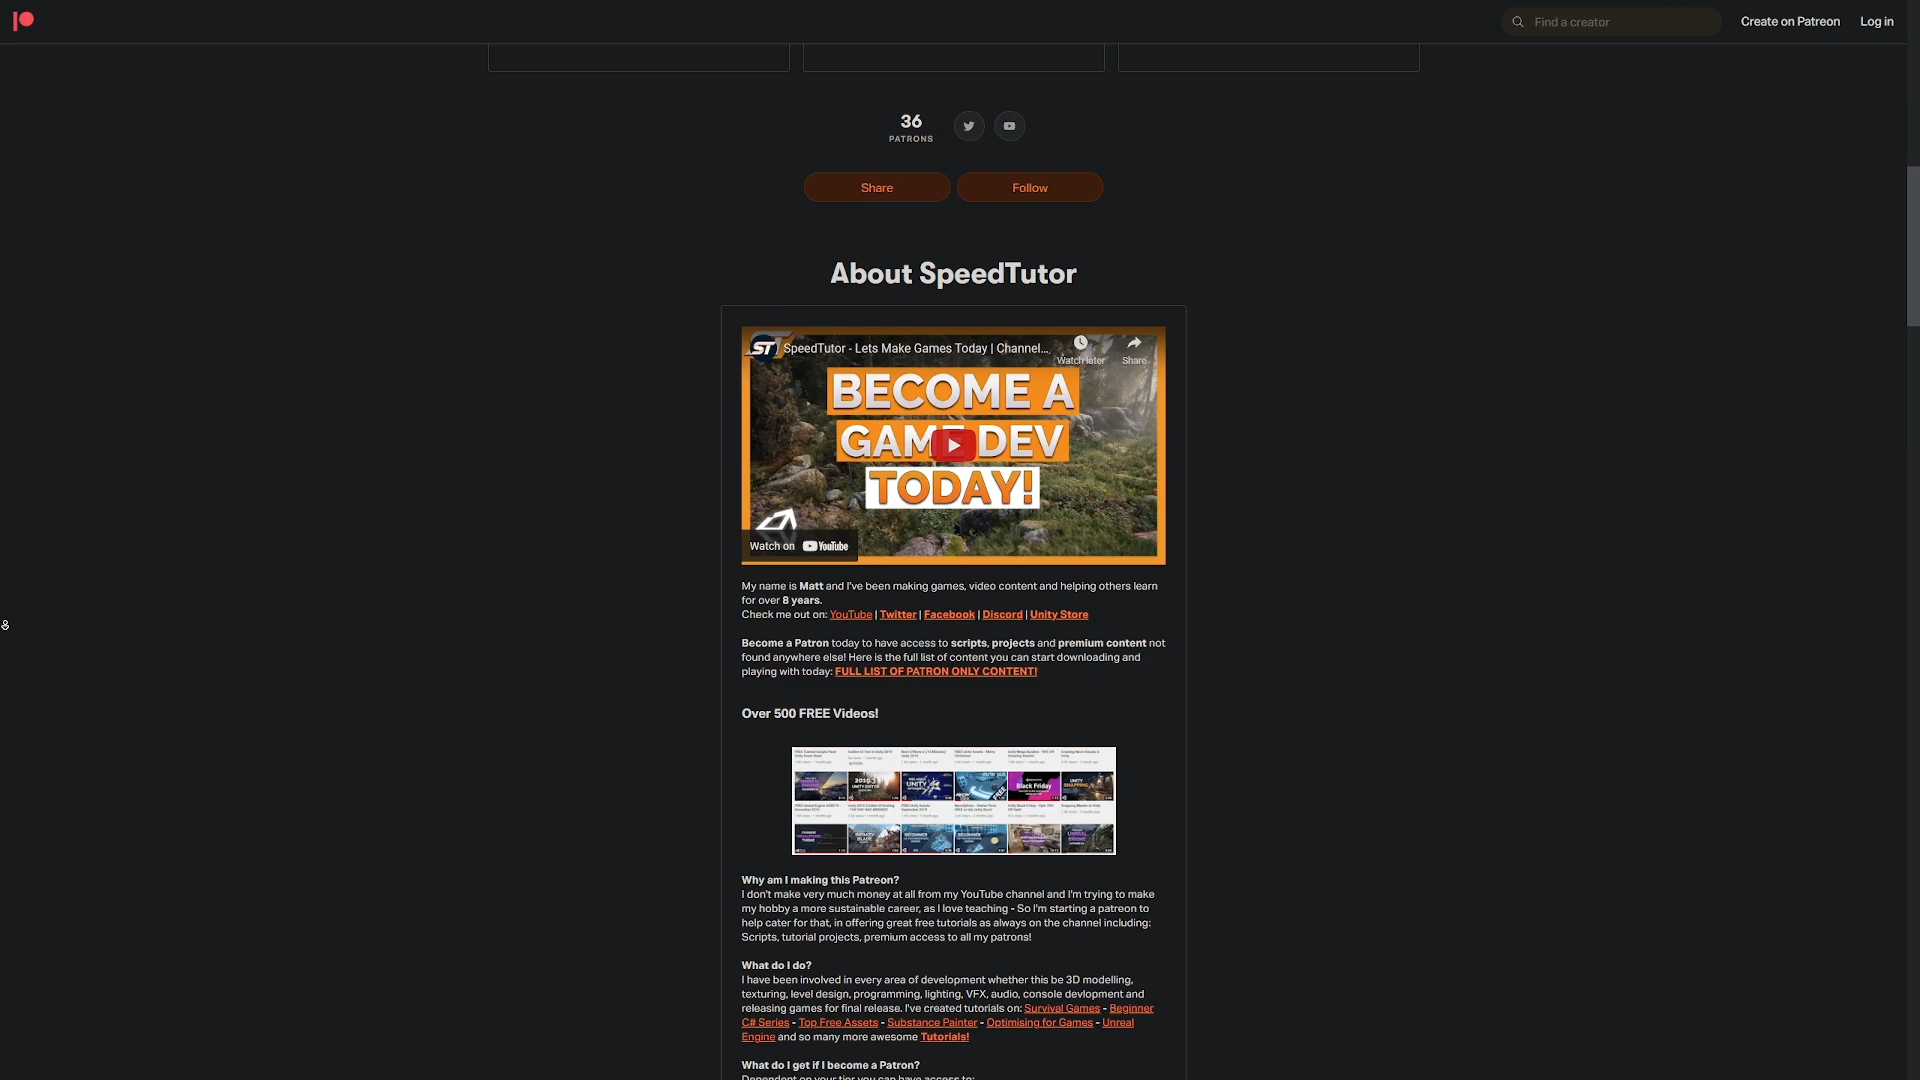 Find a creator
Create on Patreon
Log in
36
PATRONS
Share
Follow
About SpeedTutor
ST
SpeedTutor - Lets Make Games Today | Channel...
Watch later
Share
BECOME A
GAME DEV
TODAY!
Watch on YouTube
My name is Matt and I've been making games, video content and helping others learn
for over 8 years.
Check me out on: YouTube | Twitter | Facebook | Discord | Unity Store
Become a Patron today to have access to scripts, projects and premium content not
found anywhere else! Here is the full list of content you can start downloading and
playing with today: FULL LIST OF PATRON ONLY CONTENT!
Over 500 FREE Videos!
Why am I making this Patreon?
I don't make very much money at all from my YouTube channel and I'm trying to make
my hobby a more sustainable career, as I love teaching - So I'm starting a patreon to
help cater for that, in offering great free tutorials as always on the channel including:
Scripts, tutorial projects, premium access to all my patrons!
What do I do?
I have been involved in every area of development whether this be 3D modelling,
texturing, level design, programming, lighting, VFX, audio, console devlopment and
releasing games for final release. I've created tutorials on: Survival Games - Beginner
C# Series - Top Free Assets - Substance Painter - Optimising for Games - Unreal
Engine and so many more awesome Tutorials!
What do I get if I become a Patron?
Dependent on your tier you can have access to: